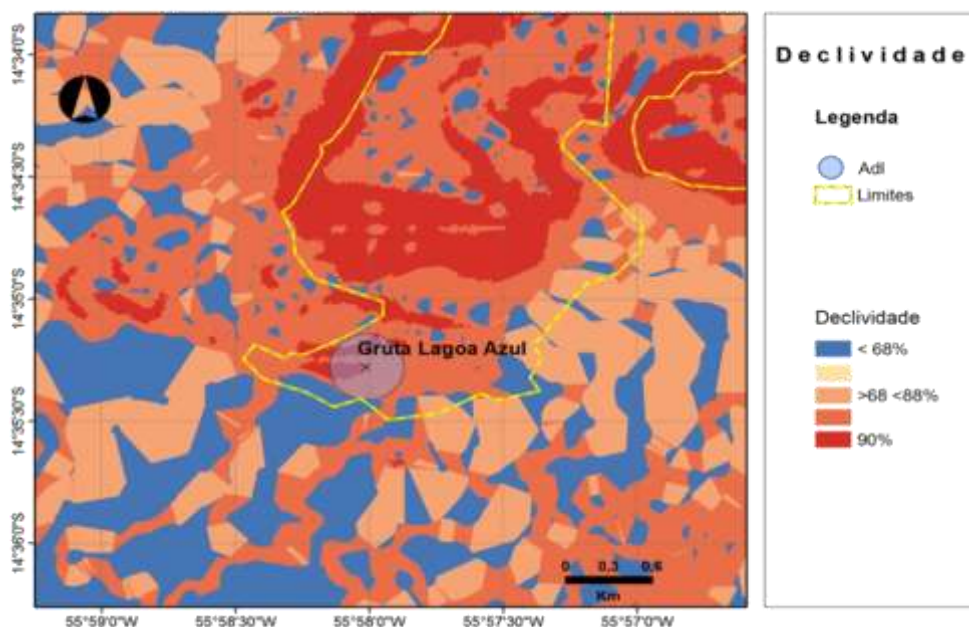 Declividade
Legenda
Adl
Limites
Declividade
< 68%
>68 <88%
90%
14°34'0"S
14°34'30"S
14°35'0"S
14°35'30"S
14°36'0"S
Gruta Lagoa Azul
0 0,3 0,6
Km
55°59'0"W
55°58'30"W
55°58'0"W
55°57'30"W
55°57'0"W